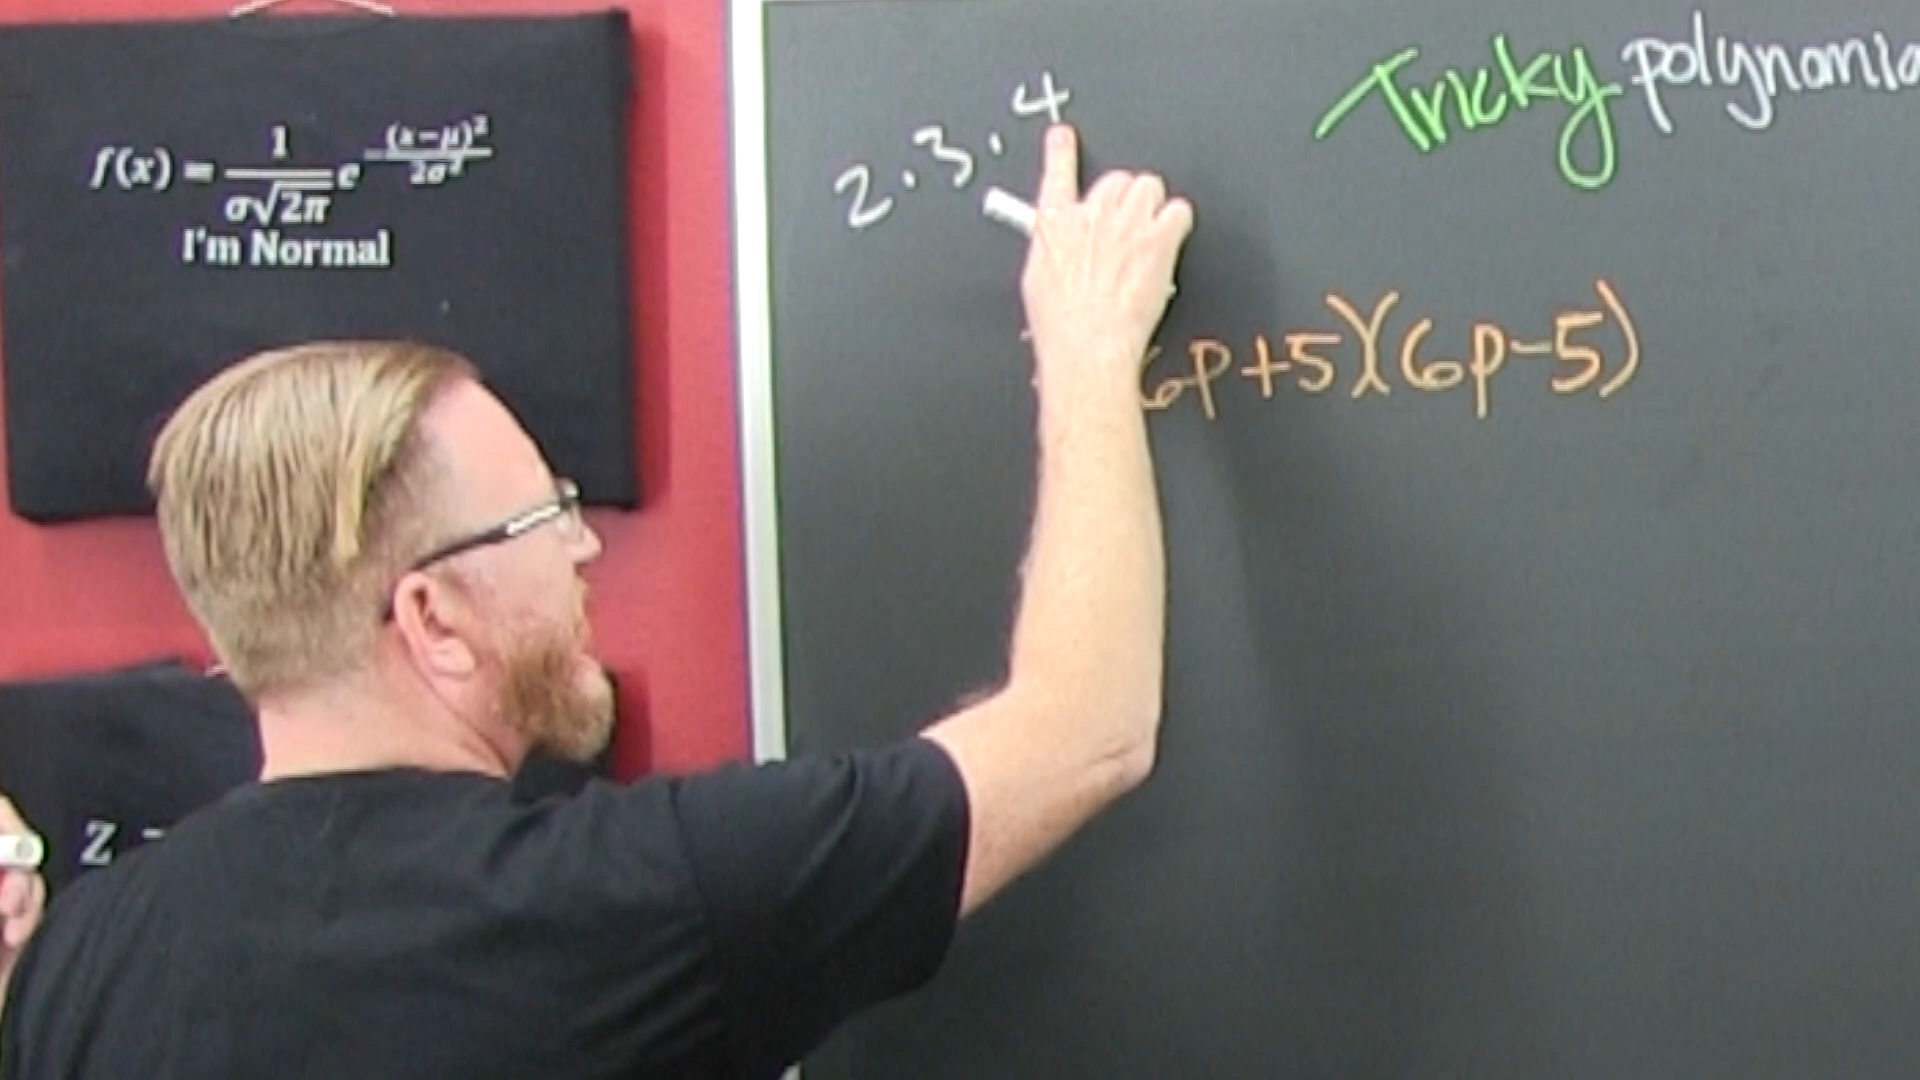 f(x) = 1/(σ√2π) e^(-(x-μ)²/2σ²)
I'm Normal
2·3·4
Tricky polynomia
6p+5)(6p-5)
Z =